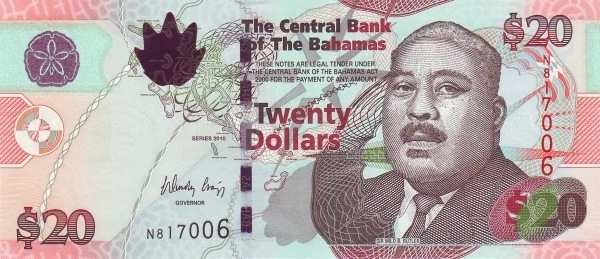 $20
The Central Bank
of The Bahamas
THESE NOTES ARE LEGAL TENDER UNDER
THE CENTRAL BANK OF THE BAHAMAS ACT
2000 FOR THE PAYMENT OF ANY AMOUNT
Twenty
Dollars
SERIES 2010
GOVERNOR
$20
N817006
N817006
$20
SIR MILO B. BUTLER